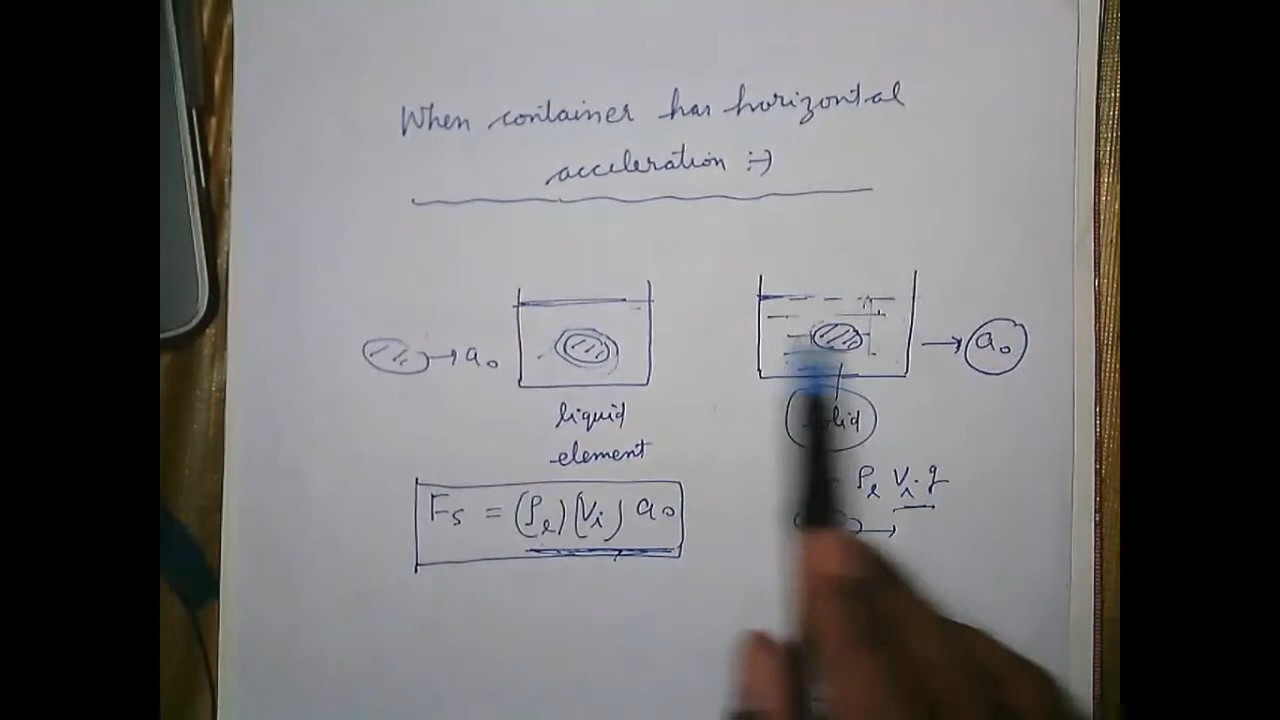 When container has horizontal
acceleration :-)
→ a₀
→ a₀
liquid
element
Fₛ = (ρₗ)(Vᵢ) a₀
ρₗ Vᵢ.g